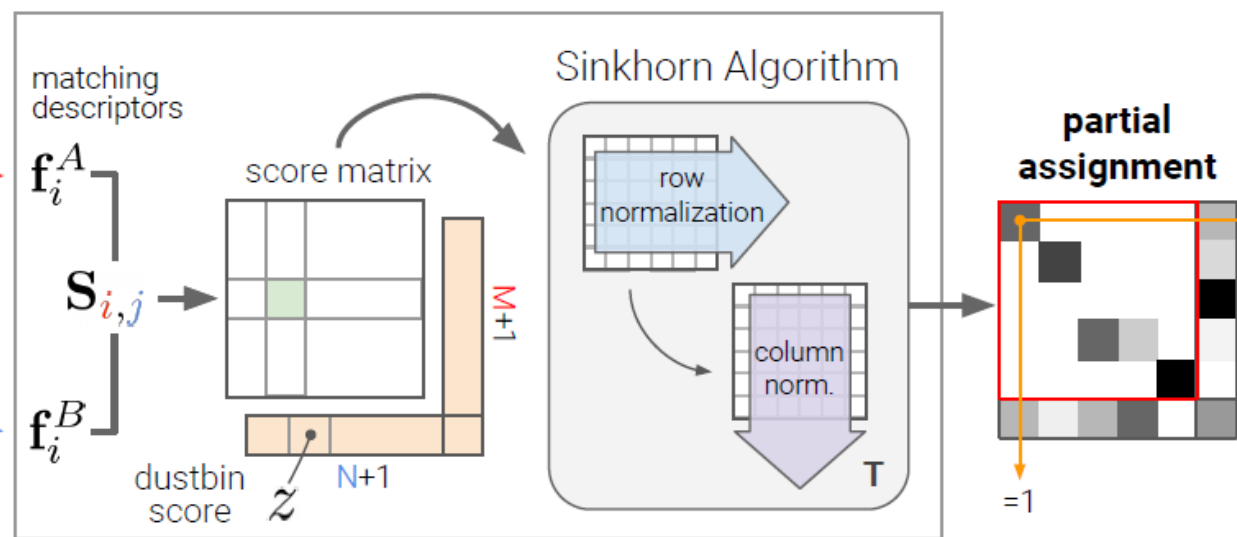 matching
descriptors
f_i^A
S_{i,j}
f_i^B
score matrix
M+1
dustbin
score z
N+1
Sinkhorn Algorithm
row
normalization
column
norm.
T
partial
assignment
=1